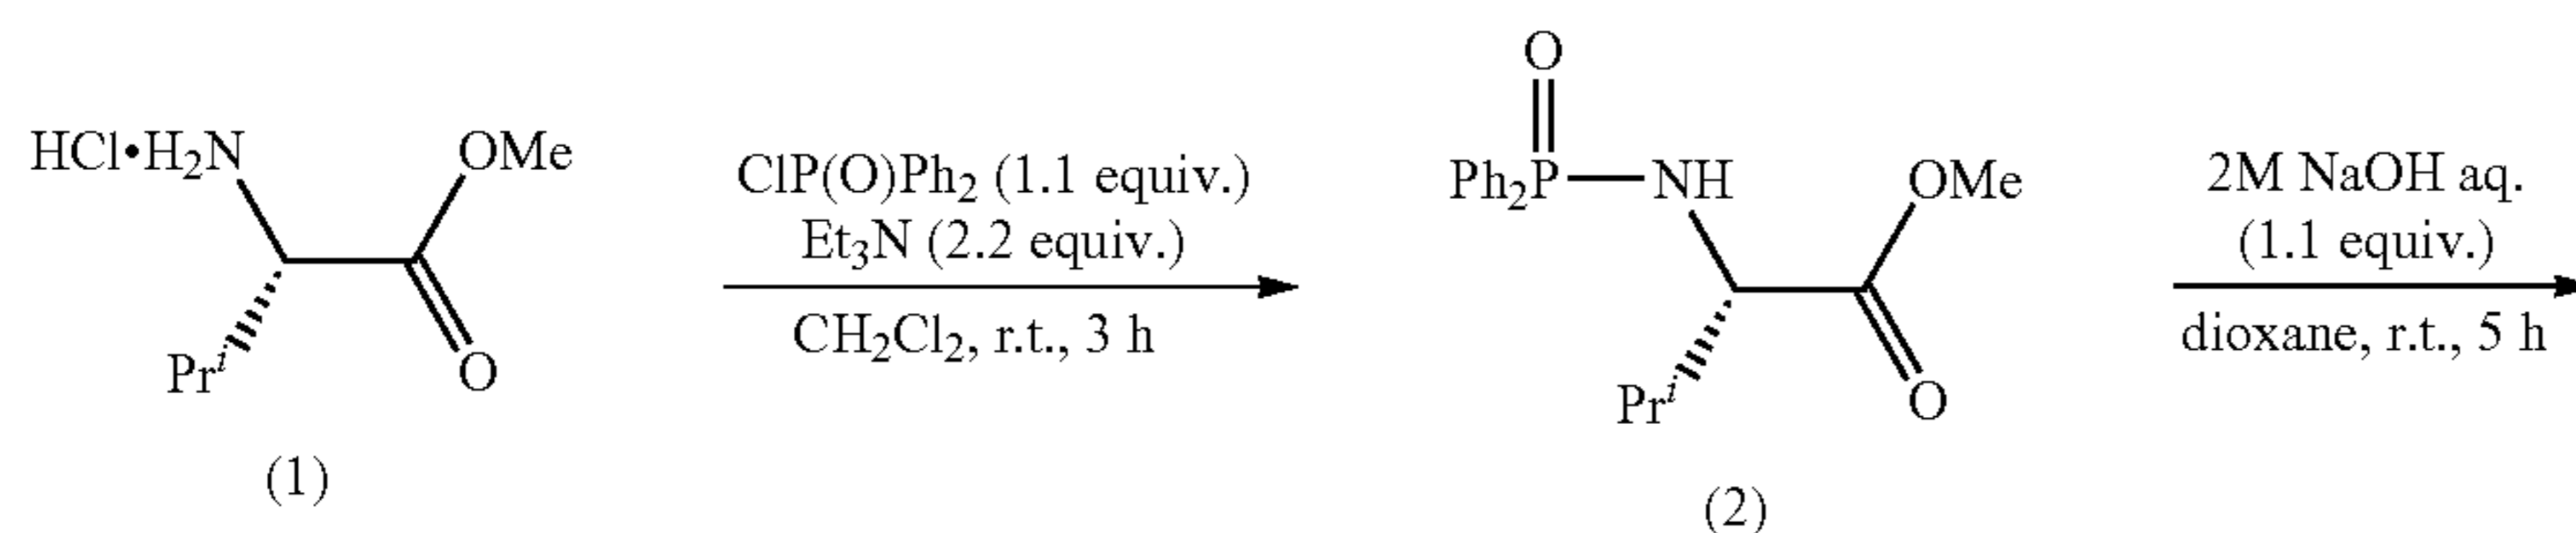 HCl•H₂N
OMe
O
Prⁱ
(1)
ClP(O)Ph₂ (1.1 equiv.)
Et₃N (2.2 equiv.)
CH₂Cl₂, r.t., 3 h
O
Ph₂P—NH
OMe
O
Prⁱ
(2)
2M NaOH aq.
(1.1 equiv.)
dioxane, r.t., 5 h